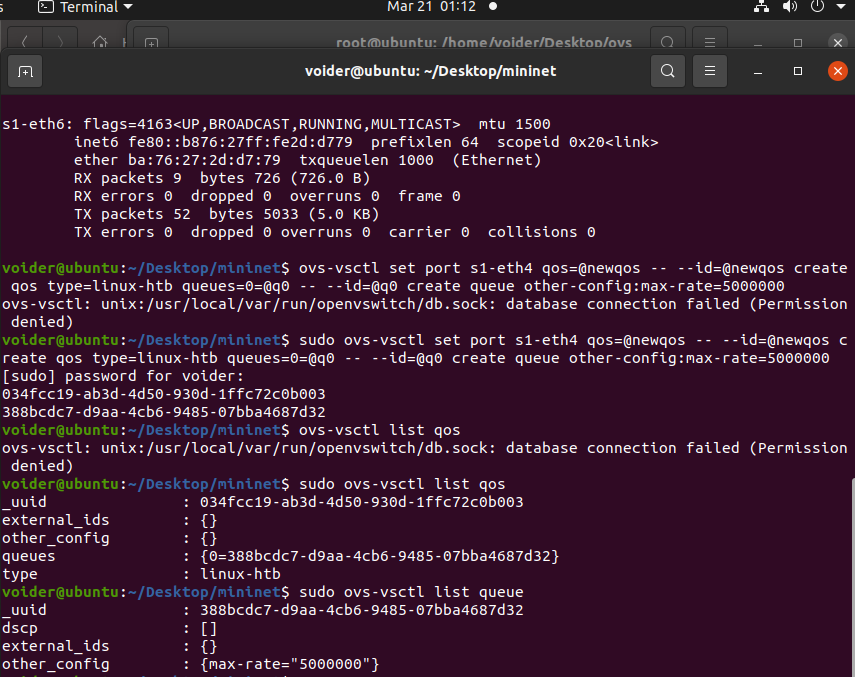 Terminal
Mar 21 01:12
root@ubuntu: /home/voider/Desktop/ovs
voider@ubuntu: ~/Desktop/mininet
s1-eth6: flags=4163<UP,BROADCAST,RUNNING,MULTICAST>  mtu 1500
        inet6 fe80::b876:27ff:fe2d:d779  prefixlen 64  scopeid 0x20<link>
        ether ba:76:27:2d:d7:79  txqueuelen 1000  (Ethernet)
        RX packets 9  bytes 726 (726.0 B)
        RX errors 0  dropped 0  overruns 0  frame 0
        TX packets 52  bytes 5033 (5.0 KB)
        TX errors 0  dropped 0 overruns 0  carrier 0  collisions 0
voider@ubuntu:~/Desktop/mininet$ ovs-vsctl set port s1-eth4 qos=@newqos -- --id=@newqos create
 qos type=linux-htb queues=0=@q0 -- --id=@q0 create queue other-config:max-rate=5000000
ovs-vsctl: unix:/usr/local/var/run/openvswitch/db.sock: database connection failed (Permission
 denied)
voider@ubuntu:~/Desktop/mininet$ sudo ovs-vsctl set port s1-eth4 qos=@newqos -- --id=@newqos c
reate qos type=linux-htb queues=0=@q0 -- --id=@q0 create queue other-config:max-rate=5000000
[sudo] password for voider:
034fcc19-ab3d-4d50-930d-1ffc72c0b003
388bcdc7-d9aa-4cb6-9485-07bba4687d32
voider@ubuntu:~/Desktop/mininet$ ovs-vsctl list qos
ovs-vsctl: unix:/usr/local/var/run/openvswitch/db.sock: database connection failed (Permission
 denied)
voider@ubuntu:~/Desktop/mininet$ sudo ovs-vsctl list qos
_uuid               : 034fcc19-ab3d-4d50-930d-1ffc72c0b003
external_ids        : {}
other_config        : {}
queues              : {0=388bcdc7-d9aa-4cb6-9485-07bba4687d32}
type                : linux-htb
voider@ubuntu:~/Desktop/mininet$ sudo ovs-vsctl list queue
_uuid               : 388bcdc7-d9aa-4cb6-9485-07bba4687d32
dscp                : []
external_ids        : {}
other_config        : {max-rate="5000000"}